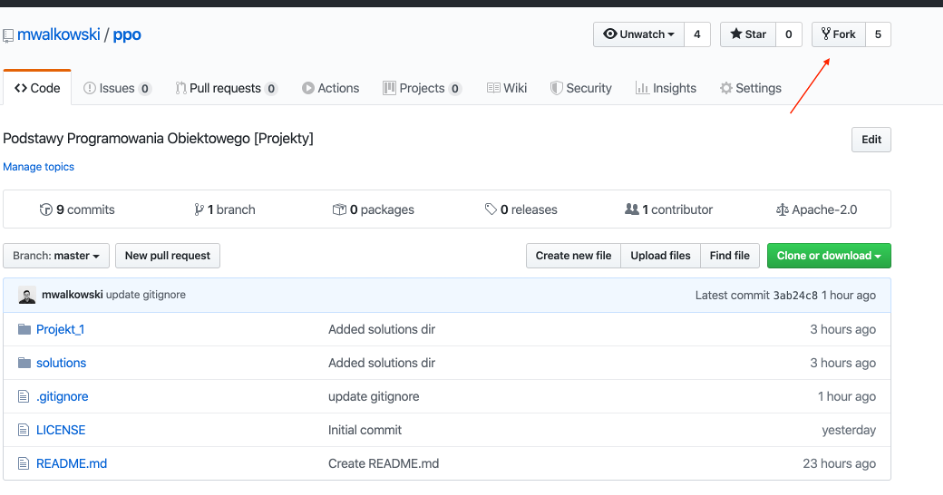 mwalkowski / ppo
Unwatch 4 Star 0 Fork 5
Code Issues 0 Pull requests 0 Actions Projects 0 Wiki Security Insights Settings
Podstawy Programowania Obiektowego [Projekty] Edit
Manage topics
9 commits 1 branch 0 packages 0 releases 1 contributor Apache-2.0
Branch: master New pull request Create new file Upload files Find file Clone or download
mwalkowski update gitignore Latest commit 3ab24c8 1 hour ago
Projekt_1 Added solutions dir 3 hours ago
solutions Added solutions dir 3 hours ago
.gitignore update gitignore 1 hour ago
LICENSE Initial commit yesterday
README.md Create README.md 23 hours ago